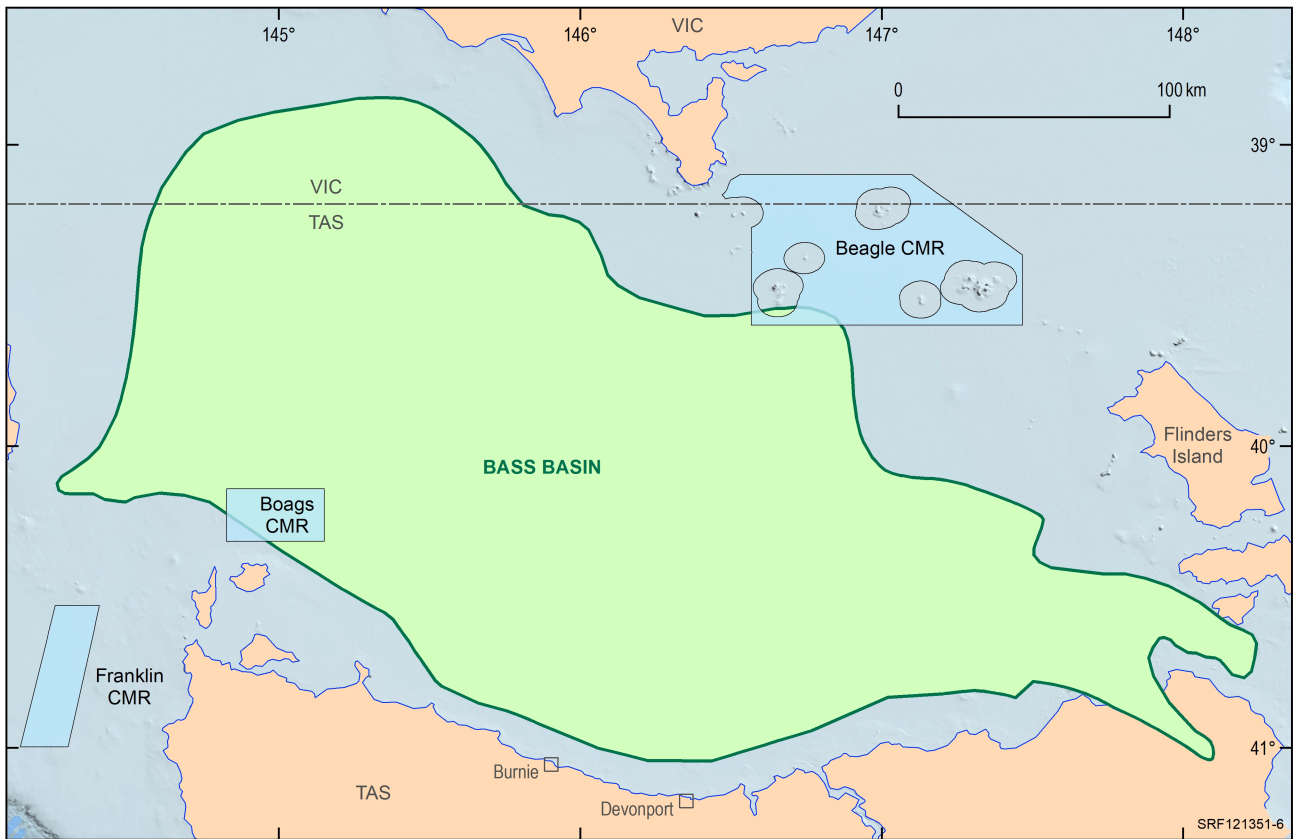 VIC
145°
146°
147°
148°
0
100 km
39°
VIC
TAS
Beagle CMR
Flinders
Island
40°
BASS BASIN
Boags
CMR
Franklin
CMR
41°
Burnie
TAS
Devonport
SRF121351-6